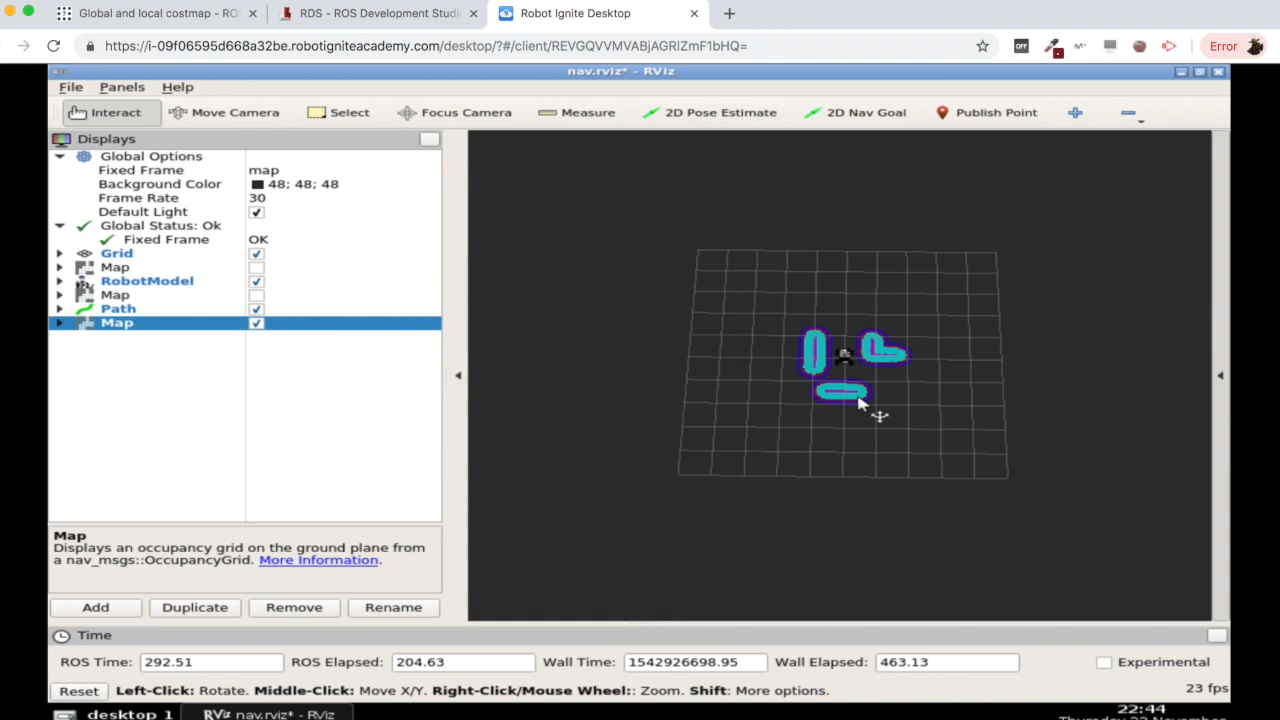 Global and local costmap - RO
RDS - ROS Development Studi
Robot Ignite Desktop
https://i-09f06595d668a32be.robotigniteacademy.com/desktop/?#/client/REVGQVVMVABjAGRlZmF1bHQ=
OFF
Error
nav.rviz* - RViz
File Panels Help
Interact Move Camera Select Focus Camera Measure 2D Pose Estimate 2D Nav Goal Publish Point
Displays
Global Options
Fixed Frame map
Background Color 48; 48; 48
Frame Rate 30
Default Light
Global Status: Ok
Fixed Frame OK
Grid
Map
RobotModel
Map
Path
Map
Map
Displays an occupancy grid on the ground plane from
a nav_msgs::OccupancyGrid. More Information.
Add Duplicate Remove Rename
Time
ROS Time: 292.51 ROS Elapsed: 204.63 Wall Time: 1542926698.95 Wall Elapsed: 463.13 Experimental
Reset Left-Click: Rotate. Middle-Click: Move X/Y. Right-Click/Mouse Wheel:: Zoom. Shift: More options. 23 fps
desktop 1 RViz nav.rviz* - RViz 22:44
Thursday 22 November